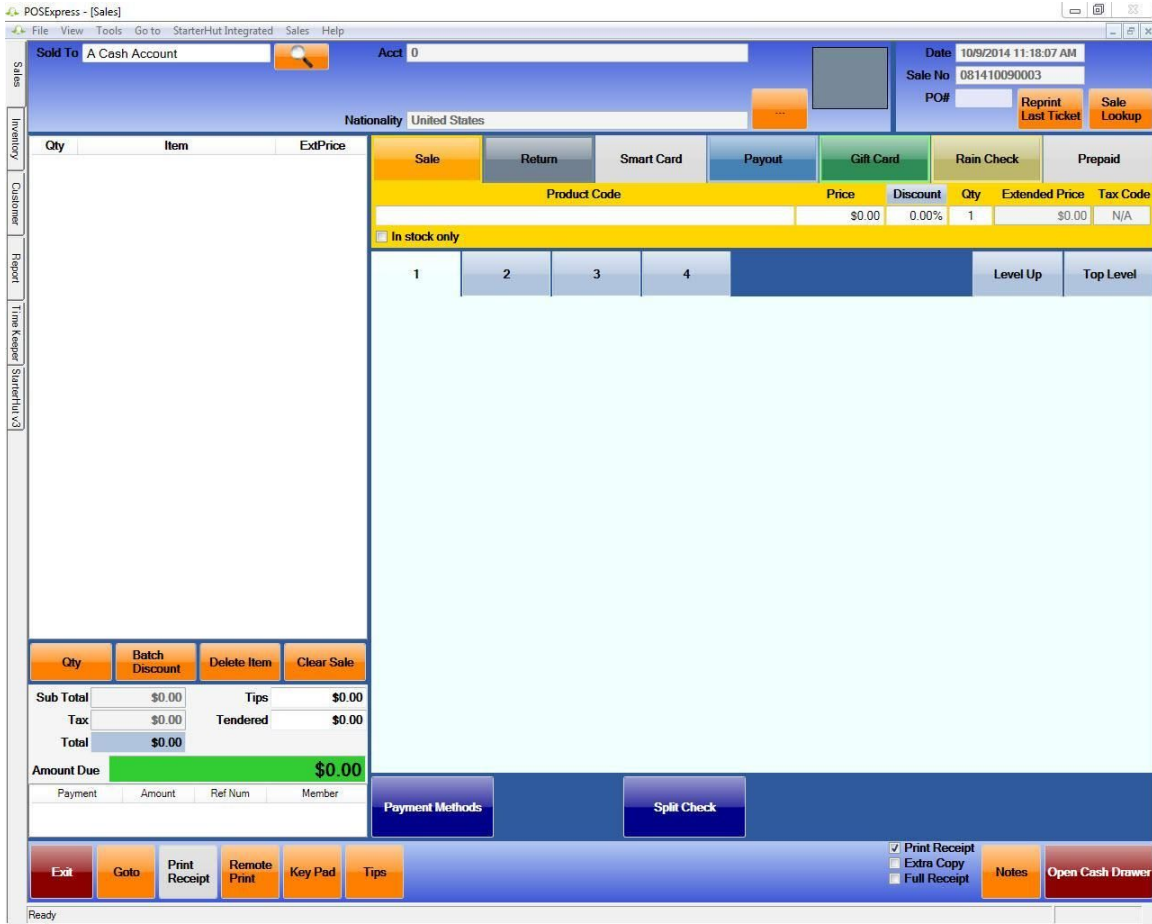 POSExpress - [Sales]
File View Tools Go to StarterHut Integrated Sales Help
Sold To A Cash Account
Acct 0
Date 10/9/2014 11:18:07 AM
Sale No 081410090003
PO#
Reprint Last Ticket
Sale Lookup
Nationality United States
...
Sales
Inventory
Customer
Report
Time Keeper
StarterHut v3
Qty Item ExtPrice
Sale Return Smart Card Payout Gift Card Rain Check Prepaid
Product Code Price Discount Qty Extended Price Tax Code
$0.00 0.00% 1 $0.00 N/A
In stock only
1 2 3 4 Level Up Top Level
Qty
Batch Discount
Delete Item
Clear Sale
Sub Total $0.00 Tips $0.00
Tax $0.00 Tendered $0.00
Total $0.00
Amount Due $0.00
Payment Amount Ref Num Member
Payment Methods
Split Check
Exit
Goto
Print Receipt
Remote Print
Key Pad
Tips
Print Receipt
Extra Copy
Full Receipt
Notes
Open Cash Drawer
Ready